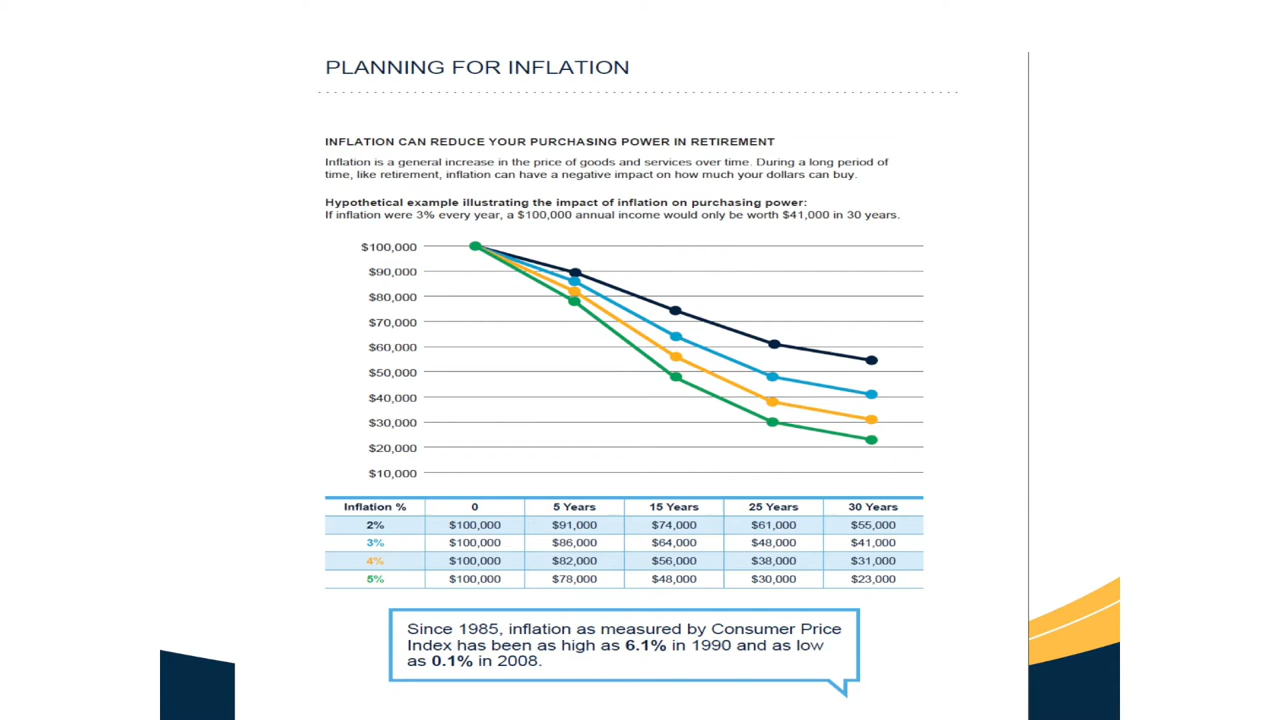 PLANNING FOR INFLATION
INFLATION CAN REDUCE YOUR PURCHASING POWER IN RETIREMENT
Inflation is a general increase in the price of goods and services over time. During a long period of
time, like retirement, inflation can have a negative impact on how much your dollars can buy.
Hypothetical example illustrating the impact of inflation on purchasing power:
If inflation were 3% every year, a $100,000 annual income would only be worth $41,000 in 30 years.
$100,000
$90,000
$80,000
$70,000
$60,000
$50,000
$40,000
$30,000
$20,000
$10,000
Inflation % 0 5 Years 15 Years 25 Years 30 Years
2% $100,000 $91,000 $74,000 $61,000 $55,000
3% $100,000 $86,000 $64,000 $48,000 $41,000
4% $100,000 $82,000 $56,000 $38,000 $31,000
5% $100,000 $78,000 $48,000 $30,000 $23,000
Since 1985, inflation as measured by Consumer Price
Index has been as high as 6.1% in 1990 and as low
as 0.1% in 2008.